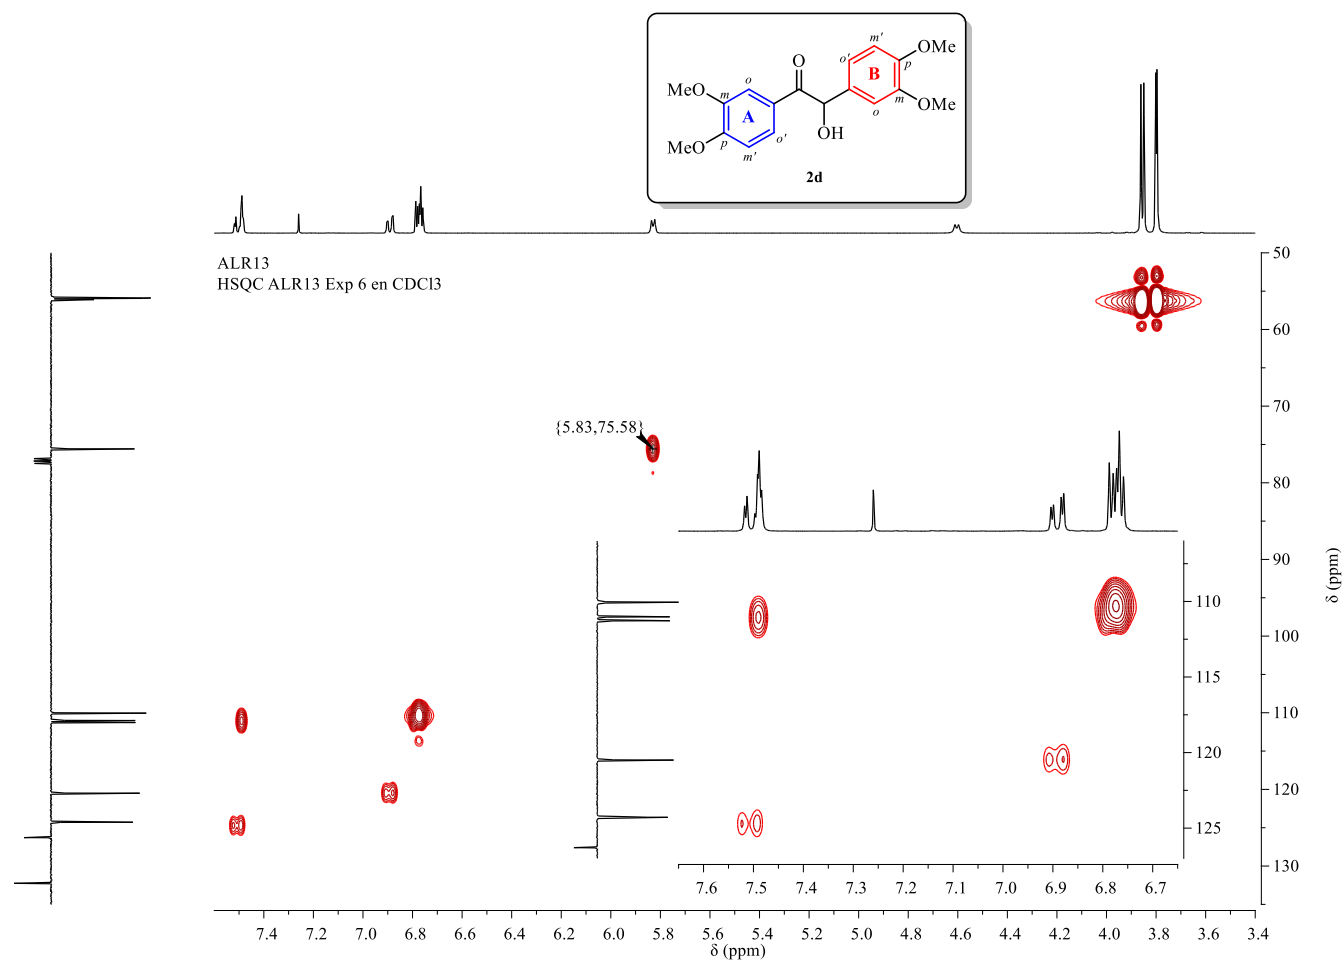 O
MeO
MeO
A
o
m
p
m'
o'
OH
B
o'
m'
p
m
o
OMe
OMe
2d
ALR13
HSQC ALR13 Exp 6 en CDCl3
{5.83,75.58}
50
60
70
80
90
100
110
120
130
δ (ppm)
110
115
120
125
7.6 7.5 7.4 7.3 7.2 7.1 7.0 6.9 6.8 6.7
7.4 7.2 7.0 6.8 6.6 6.4 6.2 6.0 5.8 5.6 5.4 5.2 5.0 4.8 4.6 4.4 4.2 4.0 3.8 3.6 3.4
δ (ppm)